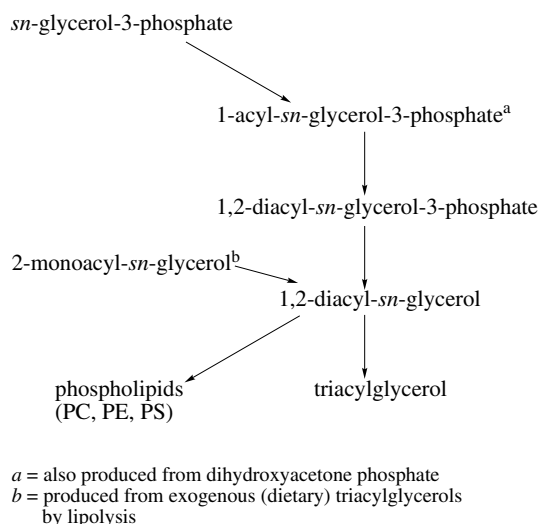 sn-glycerol-3-phosphate
1-acyl-sn-glycerol-3-phosphateᵃ
1,2-diacyl-sn-glycerol-3-phosphate
2-monoacyl-sn-glycerolᵇ
1,2-diacyl-sn-glycerol
phospholipids
(PC, PE, PS)
triacylglycerol
a = also produced from dihydroxyacetone phosphate
b = produced from exogenous (dietary) triacylglycerols
by lipolysis